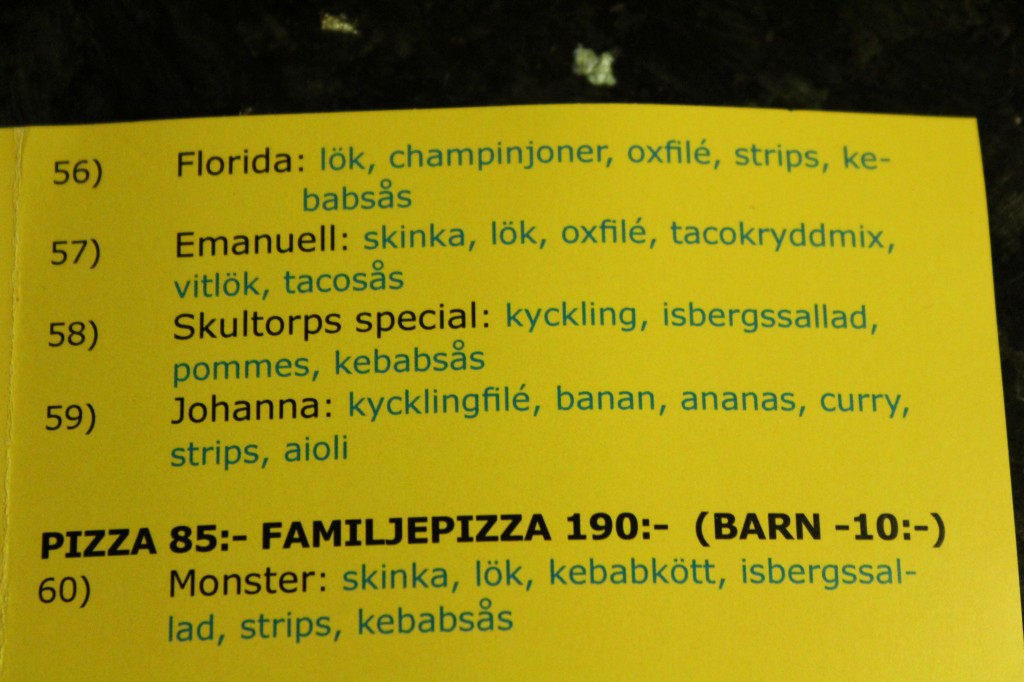 56) Florida: lök, champinjoner, oxfilé, strips, ke-
babsås
57) Emanuell: skinka, lök, oxfilé, tacokryddmix,
vitlök, tacosås
58) Skultorps special: kyckling, isbergssallad,
pommes, kebabsås
59) Johanna: kycklingfilé, banan, ananas, curry,
strips, aioli
PIZZA 85:- FAMILJEPIZZA 190:- (BARN -10:-)
60) Monster: skinka, lök, kebabkött, isbergssal-
lad, strips, kebabsås